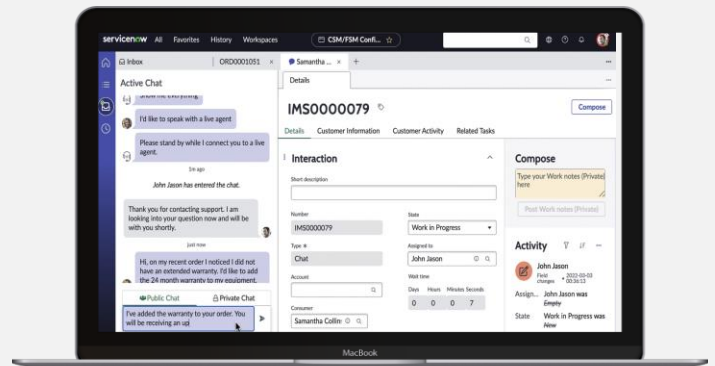 servicenow All Favorites History Workspaces CSM/FSM Confi...
Inbox ORD0001051 × Samantha ... × +
Active Chat
I'd like to speak with a live agent
Please stand by while I connect you to a live
agent.
1m ago
John Jason has entered the chat.
Thank you for contacting support. I am
looking into your question now and will be
with you shortly.
just now
Hi, on my recent order I noticed I did not
have an extended warranty. I'd like to add
the 24 month warranty to my equipment.
Public Chat Private Chat
I've added the warranty to your order. You
will be receiving an up
Details
IMS0000079
Compose
Details Customer Information Customer Activity Related Tasks
Interaction
Short description
Number
IMS0000079
State
Work in Progress
Type
Chat
Assigned to
John Jason
Account
Wait time
Days Hours Minutes Seconds
0 0 0 7
Consumer
Samantha Collin
Compose
Type your Work notes (Private)
here
Post Work notes (Private)
Activity
John Jason
Field
changes
• 2022-03-03
00:36:13
Assign... John Jason was
Empty
State Work in Progress was
New
MacBook